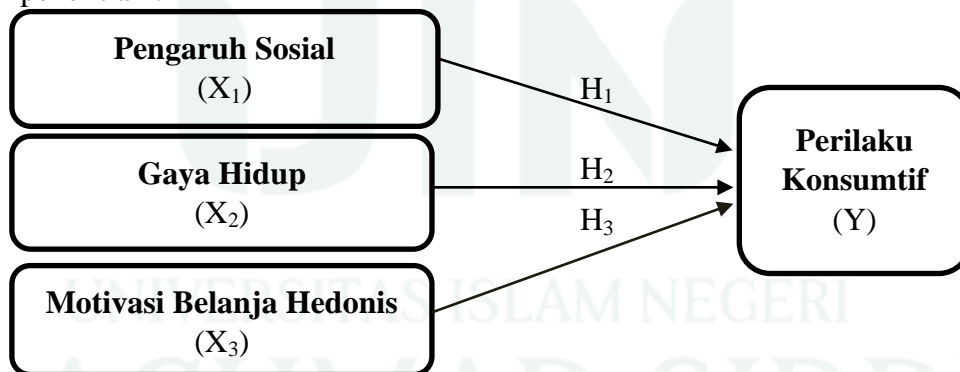 Pengaruh Sosial
(X₁)
H₁
Gaya Hidup
(X₂)
H₂
Perilaku
Konsumtif
(Y)
H₃
Motivasi Belanja Hedonis
(X₃)
UNIVERSITAS ISLAM NEGERI